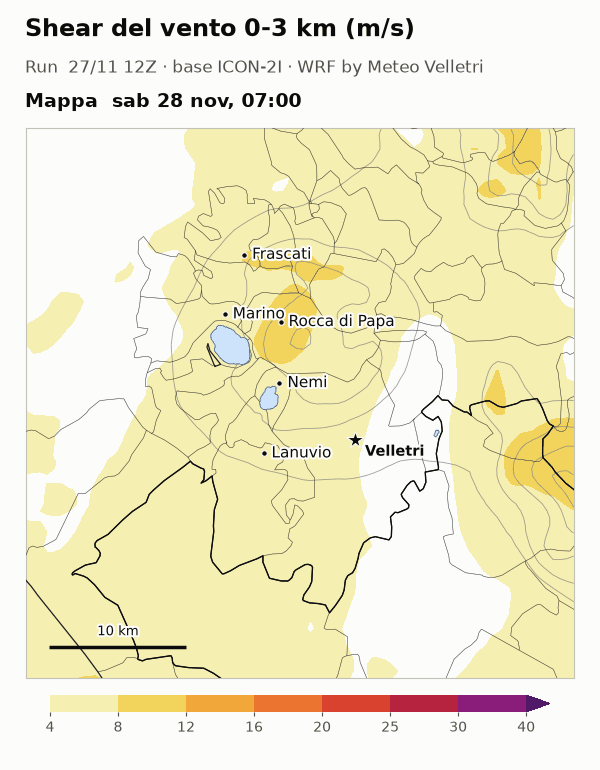 Shear del vento 0-3 km (m/s)
Run 27/11 12Z · base ICON-2I · WRF by Meteo Velletri
Mappa sab 28 nov, 07:00
Frascati
Marino
Rocca di Papa
Nemi
Velletri
Lanuvio
10 km
4 8 12 16 20 25 30 40